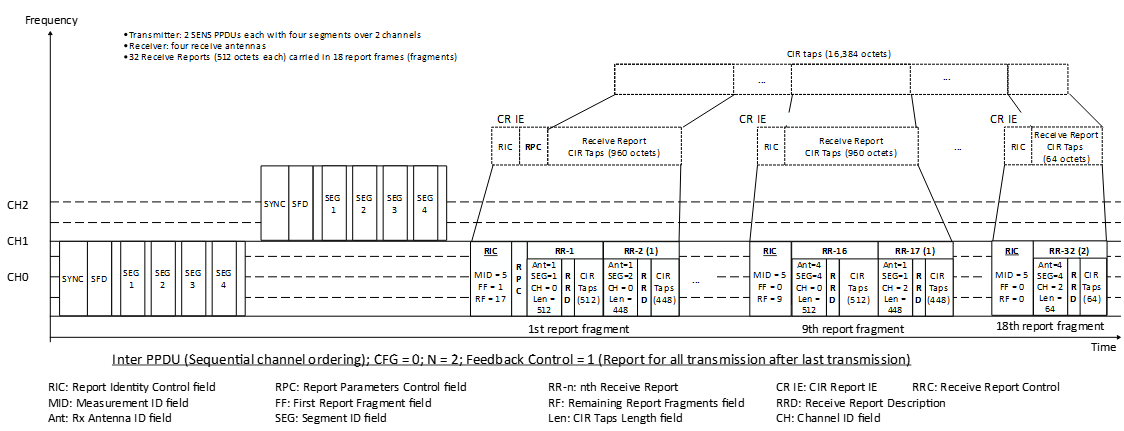 Frequency
•Transmitter: 2 SENS PPDUs each with four segments over 2 channels
•Receiver: four receive antennas
•32 Receive Reports (512 octets each) carried in 18 report frames (fragments)
CIR taps (16,384 octets)
...
...
CR IE
CR IE
CR IE
RIC
RPC
Receive Report
CIR Taps (960 octets)
RIC
Receive Report
CIR Taps (960 octets)
...
RIC
Receive Report
CIR Taps
(64 octets)
CH2
CH1
CH0
SYNC
SFD
SEG
1
SEG
2
SEG
3
SEG
4
SYNC
SFD
SEG
1
SEG
2
SEG
3
SEG
4
RIC
MID = 5
FF = 1
RF = 17
R
P
C
RR-1
Ant=1
SEG=1
CH = 0
Len =
512
R
R
D
CIR
Taps
(512)
RR-2 (1)
Ant=1
SEG=2
CH = 0
Len =
448
R
R
D
CIR
Taps
(448)
...
RIC
MID = 5
FF = 0
RF = 9
RR-16
Ant=4
SEG=4
CH = 0
Len =
512
R
R
D
CIR
Taps
(512)
RR-17 (1)
Ant=1
SEG=1
CH = 2
Len =
448
R
R
D
CIR
Taps
(448)
...
RIC
MID = 5
FF = 0
RF = 0
RR-32 (2)
Ant=4
SEG=4
CH = 2
Len =
64
R
R
D
CIR
Taps
(64)
1st report fragment
9th report fragment
18th report fragment
Time
Inter PPDU (Sequential channel ordering); CFG = 0; N = 2; Feedback Control = 1 (Report for all transmission after last transmission)
RIC: Report Identity Control field
RPC: Report Parameters Control field
RR-n: nth Receive Report
CR IE: CIR Report IE
RRC: Receive Report Control
MID: Measurement ID field
FF: First Report Fragment field
RF: Remaining Report Fragments field
RRD: Receive Report Description
Ant: Rx Antenna ID field
SEG: Segment ID field
Len: CIR Taps Length field
CH: Channel ID field